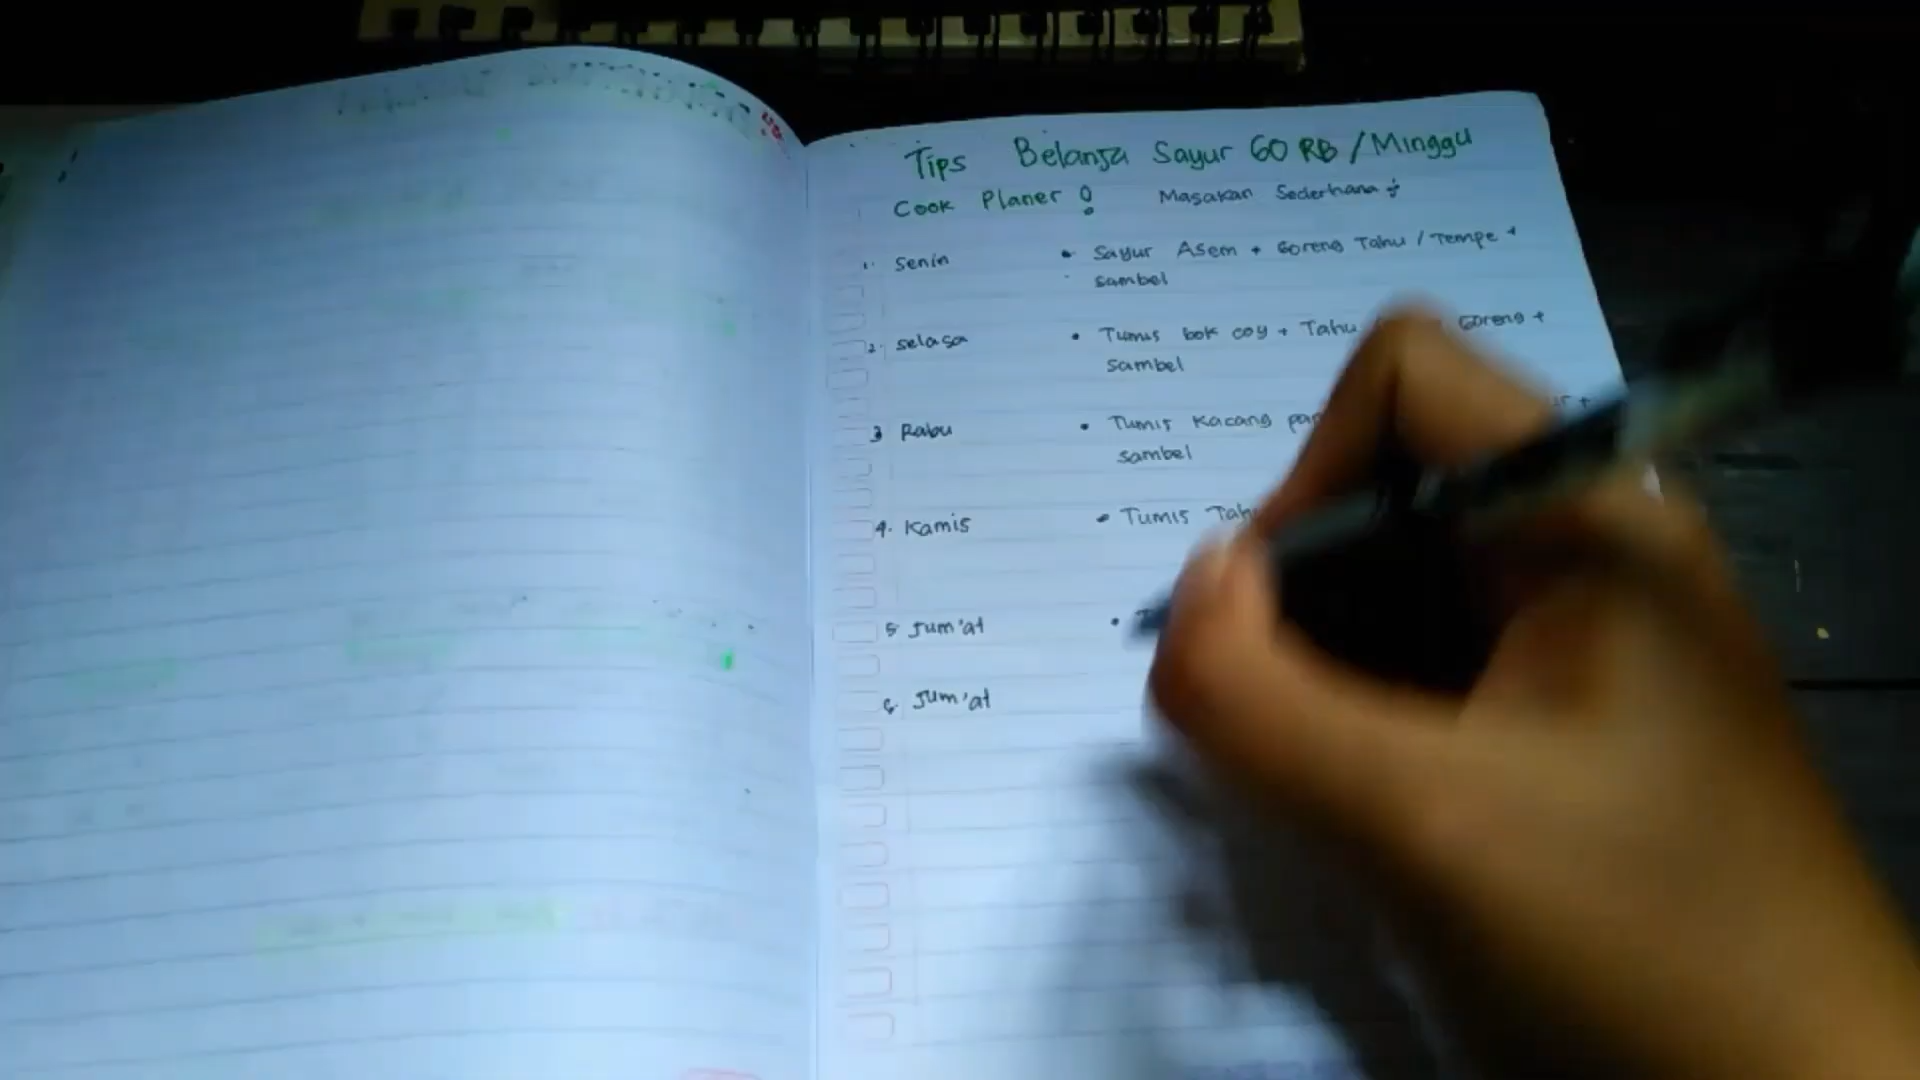 Tips Belanja Sayur 60 RB / Minggu
Cook Planer ! Masakan Sederhana :
1. Senin • Sayur Asem + Goreng Tahu / Tempe +
sambel
2. selasa • Tumis bok coy + Tahu Goreng +
sambel
3 Rabu • Tumis Kacang +
sambel
4. Kamis • Tumis
5 Jum'at •
6. Jum'at